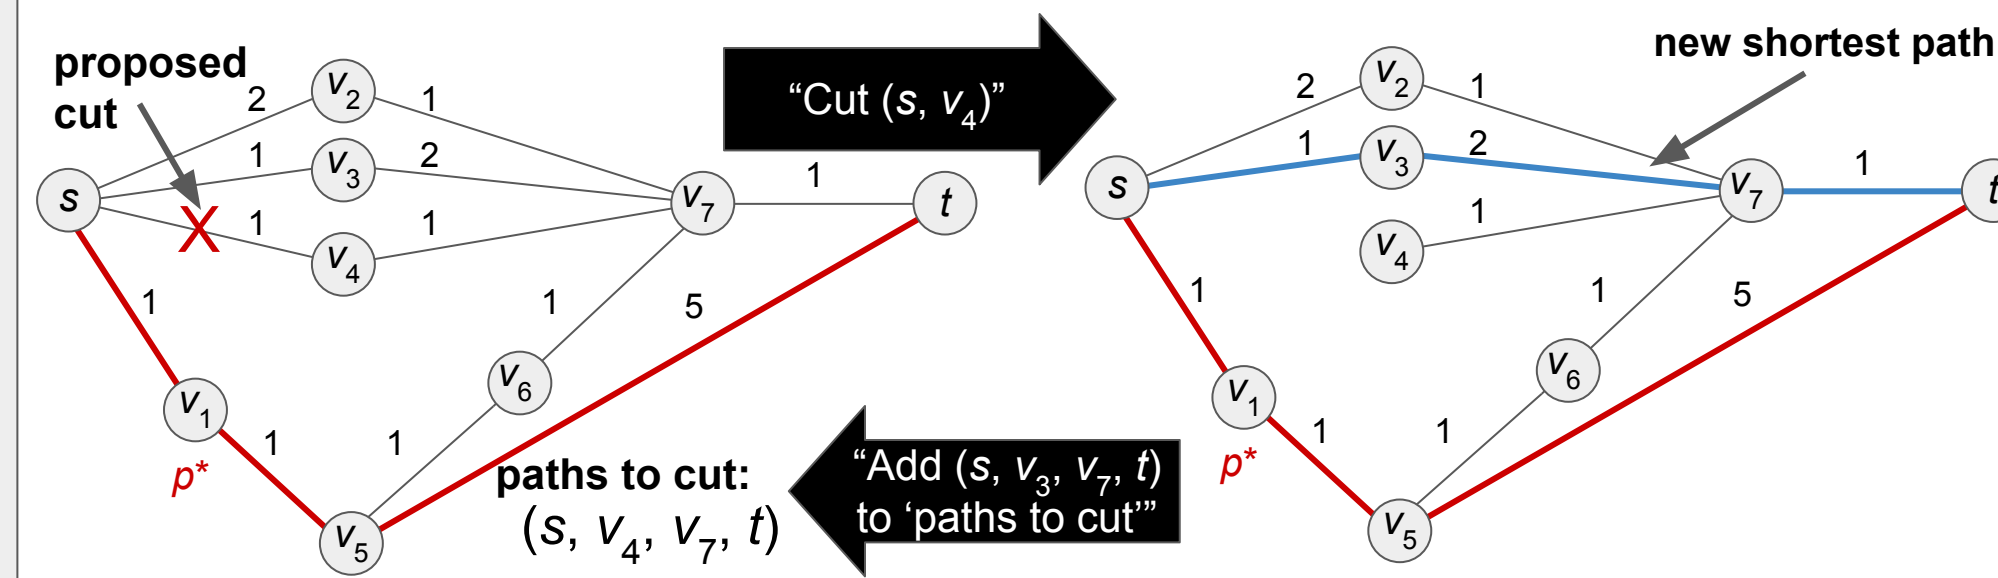 proposed
cut
2
v2
1
1
v3
2
s
X
1
v4
1
v7
1
t
1
5
1
v6
v1
1
1
p*
v5
“Cut (s, v4)”
paths to cut:
(s, v4, v7, t)
“Add (s, v3, v7, t)
to ‘paths to cut’”
new shortest path
2
v2
1
1
v3
2
s
v4
1
v7
1
t
1
5
1
v6
v1
1
1
p*
v5